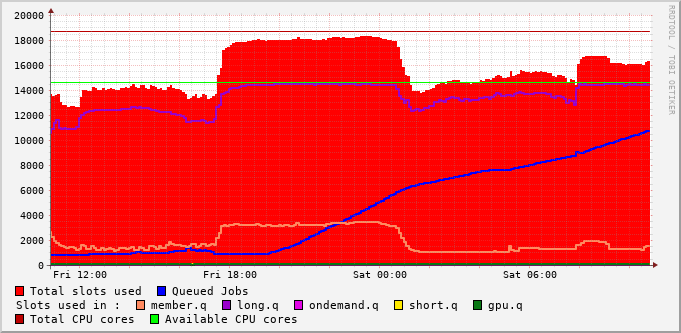 20000
18000
16000
14000
12000
10000
8000
6000
4000
2000
0
Fri 12:00 Fri 18:00 Sat 00:00 Sat 06:00
RRDTOOL / TOBI OETIKER
Total slots used Queued Jobs
Slots used in : member.q long.q ondemand.q short.q gpu.q
Total CPU cores Available CPU cores